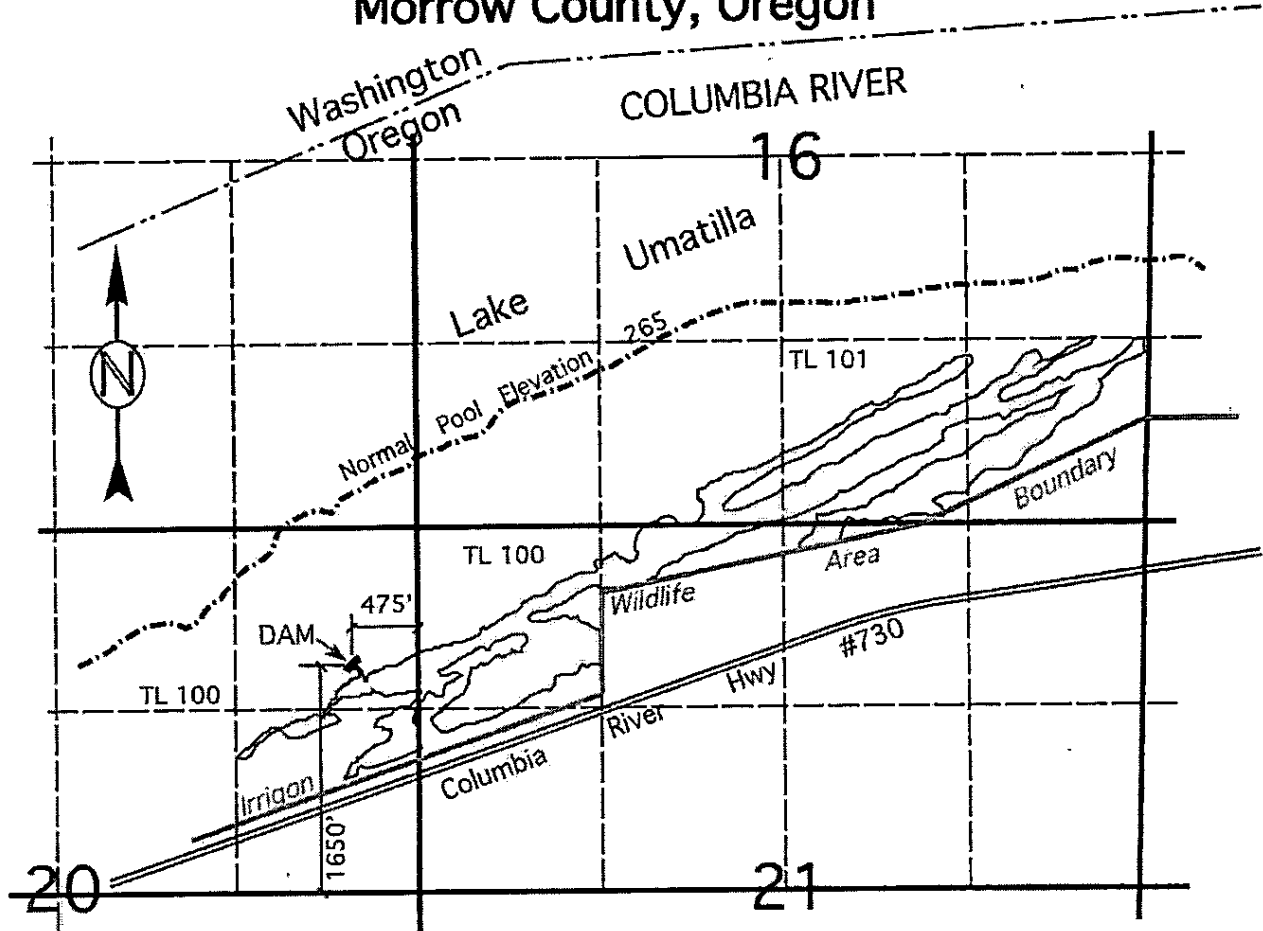 Morrow County, Oregon
Washington
Oregon
COLUMBIA RIVER
16
Lake Umatilla
Normal Pool Elevation 265
N
TL 101
TL 100
475'
DAM
TL 100
Irrigon Wildlife Area Boundary
Columbia River Hwy #730
1650'
20
21